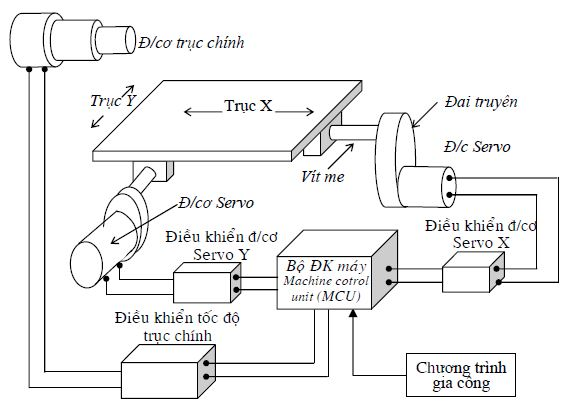 Đ/cơ trục chính
Trục Y
Trục X
Đai truyên
Đ/c Servo
Vít me
Đ/cơ Servo
Điều khiển đ/cơ
Servo Y
Điều khiển đ/cơ
Servo X
Bộ ĐK máy
Machine cotrol
unit (MCU)
Điều khiển tốc độ
trục chính
Chương trình
gia công